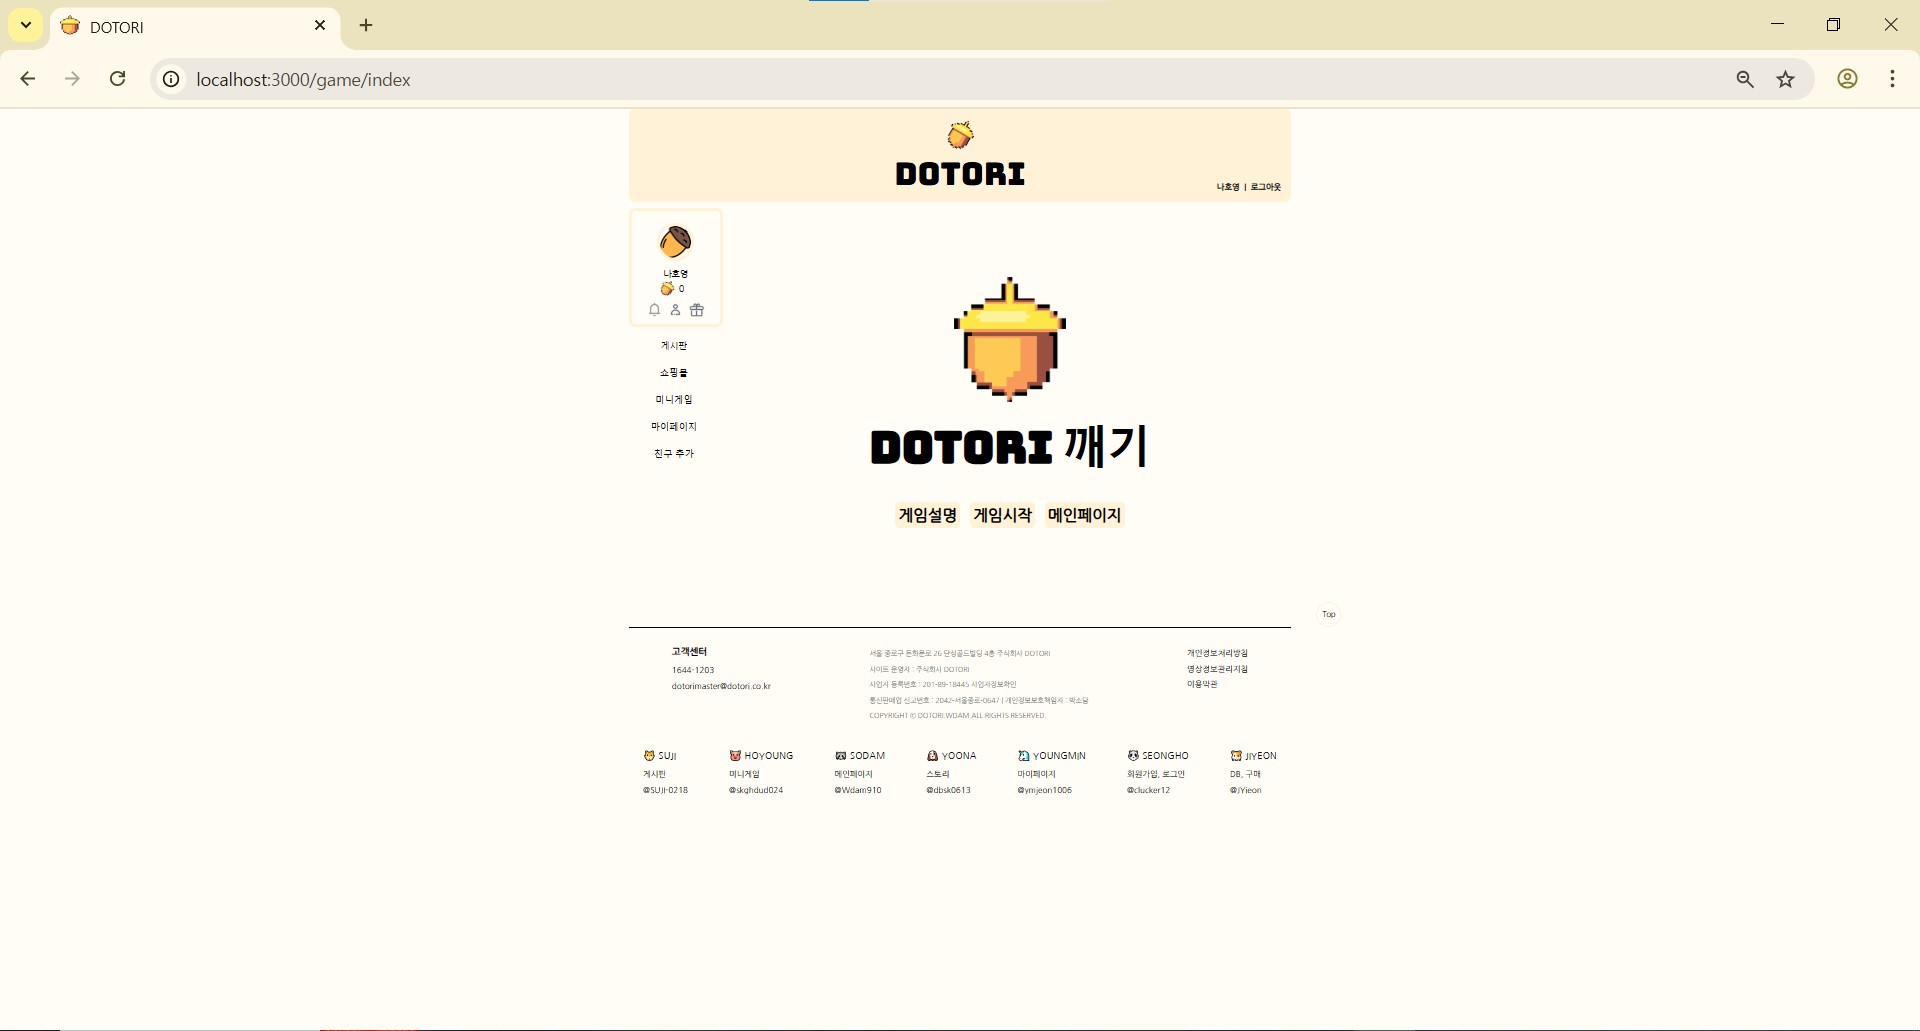 DOTORI
localhost:3000/game/index
DOTORI
나호영 | 로그아웃
나호영
0
게시판
쇼핑몰
미니게임
마이페이지
친구 추가
DOTORI 깨기
게임설명 게임시작 메인페이지
Top
고객센터
1644-1203
dotorimaster@dotori.co.kr
서울 종로구 돈화문로 26 단성골드빌딩 4층 주식회사 DOTORI
사이트 운영자 : 주식회사 DOTORI
사업자 등록번호 : 201-89-18445 사업자정보확인
통신판매업 신고번호 : 2042-서울종로-0647 | 개인정보보호책임자 : 박소담
COPYRIGHT © DOTORI.WDAM.ALL RIGHTS RESERVED.
개인정보처리방침
영상정보관리지침
이용약관
SUJI
게시판
@SUJI-0218
HOYOUNG
미니게임
@skghdud024
SODAM
메인페이지
@Wdam910
YOONA
스토리
@dbsk0613
YOUNGMIN
마이페이지
@ymjeon1006
SEONGHO
회원가입, 로그인
@clucker12
JIYEON
DB, 구매
@JYieon